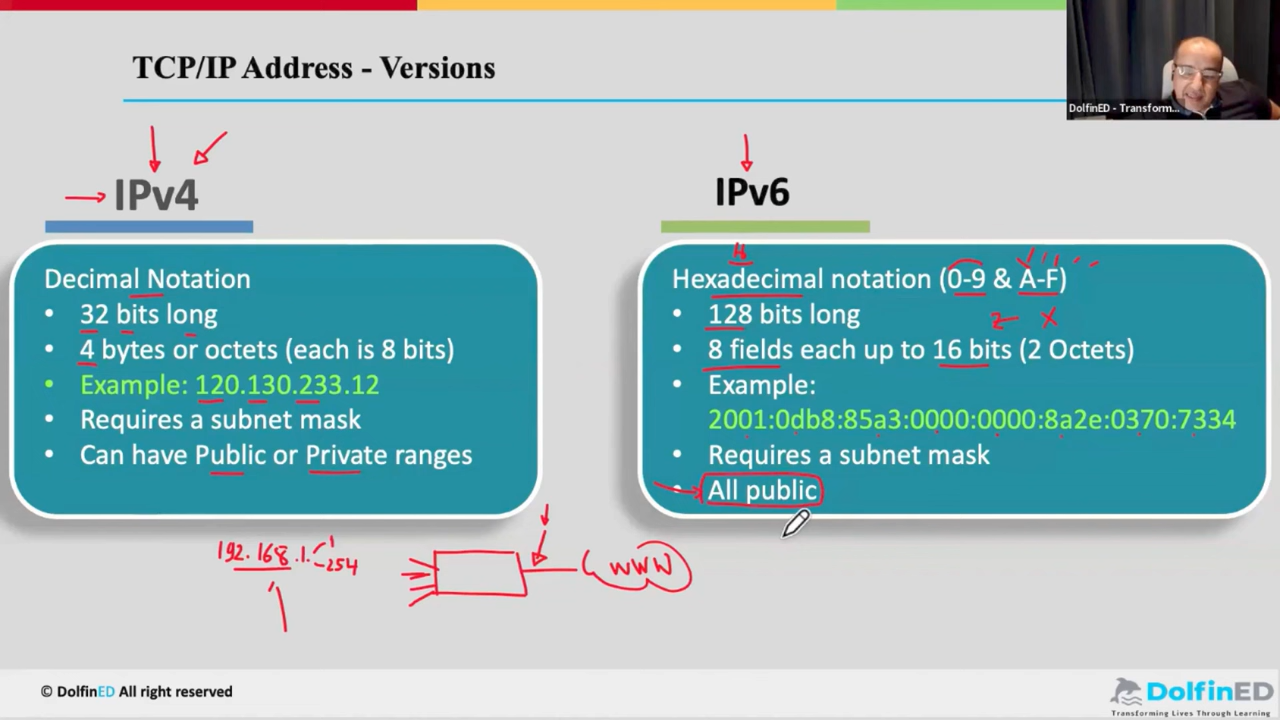 TCP/IP Address - Versions
DolfinED - Transform...
IPv4
Decimal Notation
• 32 bits long
• 4 bytes or octets (each is 8 bits)
• Example: 120.130.233.12
• Requires a subnet mask
• Can have Public or Private ranges
IPv6
H
Hexadecimal notation (0-9 & A-F)
• 128 bits long
Z X
• 8 fields each up to 16 bits (2 Octets)
• Example:
2001:0db8:85a3:0000:0000:8a2e:0370:7334
• Requires a subnet mask
• All public
192.168.1.1
254
WWW
© DolfinED All right reserved
DolfinED
Transforming Lives Through Learning